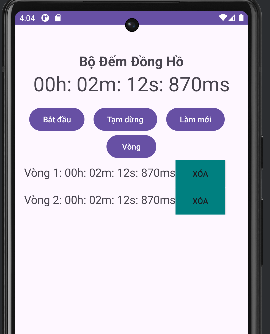 4:04
Bộ Đếm Đồng Hồ
00h: 02m: 12s: 870ms
Bắt đầu Tạm dừng Làm mới
Vòng
Vòng 1: 00h: 02m: 12s: 870ms XÓA
Vòng 2: 00h: 02m: 12s: 870ms XÓA